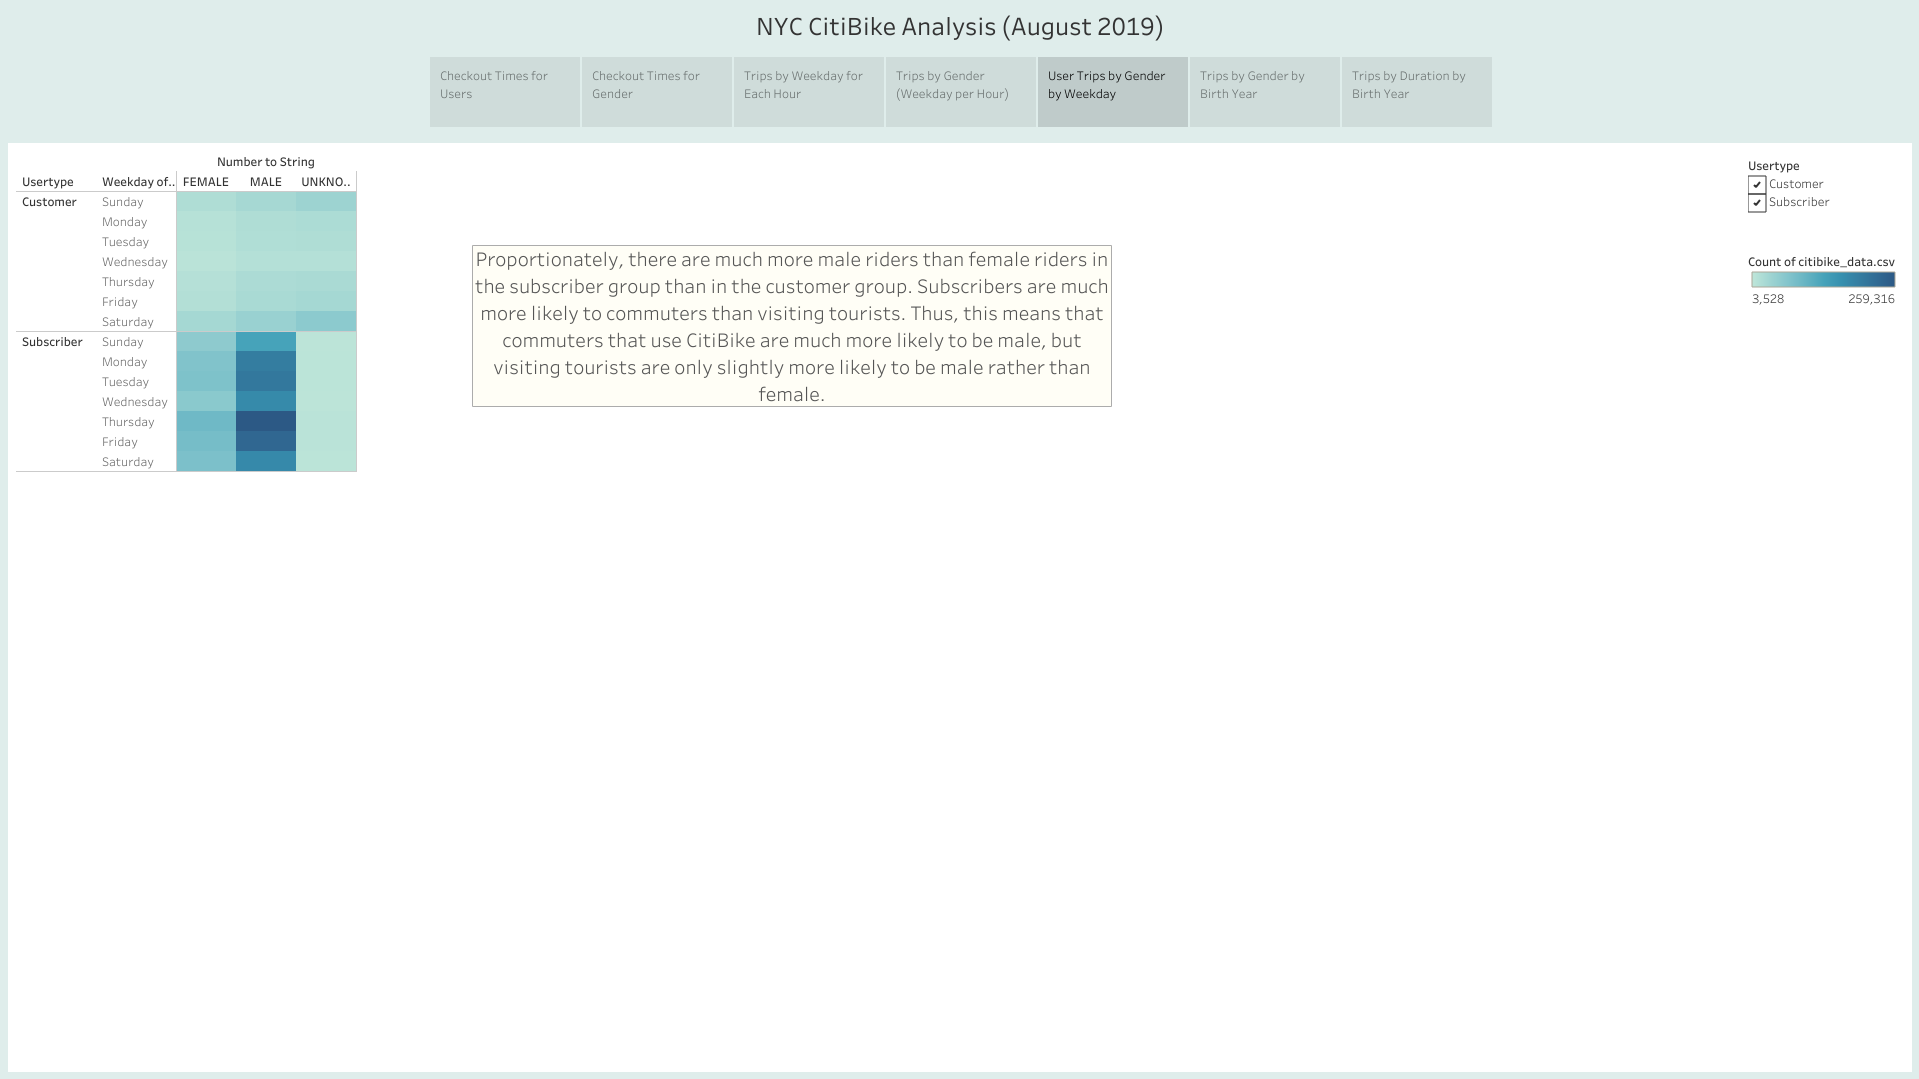 NYC CitiBike Analysis (August 2019)
Checkout Times for
Users
Checkout Times for
Gender
Trips by Weekday for
Each Hour
Trips by Gender
(Weekday per Hour)
User Trips by Gender
by Weekday
Trips by Gender by
Birth Year
Trips by Duration by
Birth Year
Number to String
Usertype Weekday of.. FEMALE MALE UNKNO..
Customer Sunday
Monday
Tuesday
Wednesday
Thursday
Friday
Saturday
Subscriber Sunday
Monday
Tuesday
Wednesday
Thursday
Friday
Saturday
Proportionately, there are much more male riders than female riders in
the subscriber group than in the customer group. Subscribers are much
more likely to commuters than visiting tourists. Thus, this means that
commuters that use CitiBike are much more likely to be male, but
visiting tourists are only slightly more likely to be male rather than
female.
Usertype
Customer
Subscriber
Count of citibike_data.csv
3,528 259,316